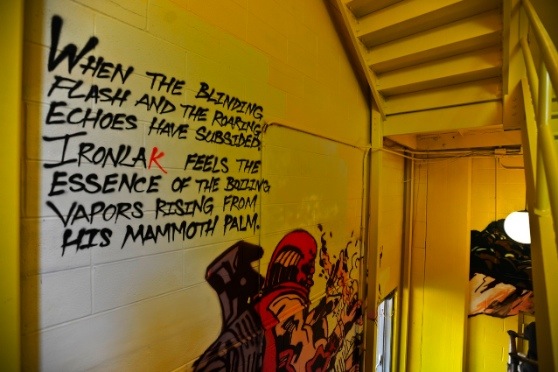 WHEN THE BLINDING
FLASH AND THE ROARING
ECHOES HAVE SUBSIDED,
IRONLAK FEELS THE
ESSENCE OF THE BOILING
VAPORS RISING FROM
HIS MAMMOTH PALM.